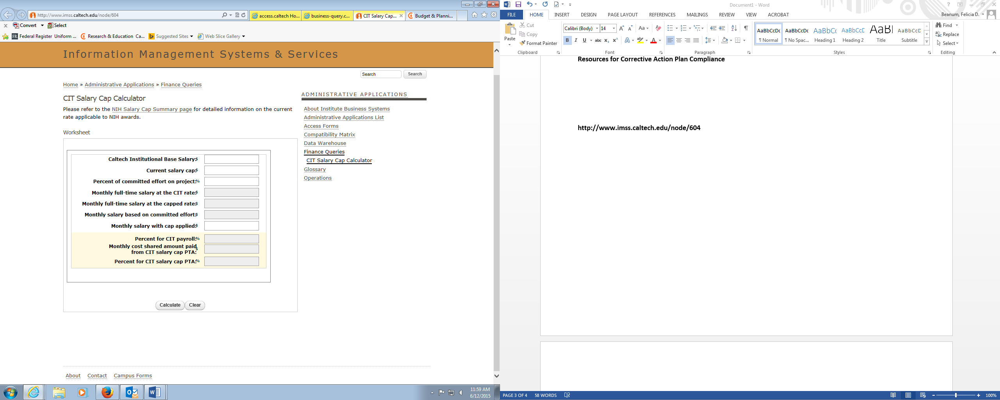 http://www.imss.caltech.edu/node/604
access.caltech Ho...
business-query.c...
CIT Salary Cap...
Budget & Planni...
x Convert Select
FR Federal Register Uniform ...
Research & Education Ca...
Suggested Sites
Web Slice Gallery
Information Management Systems & Services
Search Search
Home » Administrative Applications » Finance Queries
CIT Salary Cap Calculator
Please refer to the NIH Salary Cap Summary page for detailed information on the current
rate applicable to NIH awards.
Worksheet
Caltech Institutional Base Salary: $
Current salary cap: $
Percent of committed effort on project: %
Monthly full-time salary at the CIT rate: $
Monthly full-time salary at the capped rate: $
Monthly salary based on committed effort: $
Monthly salary with cap applied: $
Percent for CIT payroll: %
Monthly cost shared amount paid
from CIT salary cap PTA: $
Percent for CIT salary cap PTA: %
Calculate Clear
ADMINISTRATIVE APPLICATIONS
About Institute Business Systems
Administrative Applications List
Access Forms
Compatibility Matrix
Data Warehouse
Finance Queries
CIT Salary Cap Calculator
Glossary
Operations
About Contact Campus Forms
11:59 AM
6/12/2015
Document1 - Word
FILE HOME INSERT DESIGN PAGE LAYOUT REFERENCES MAILINGS REVIEW VIEW ACROBAT
Beanum, Felicia D.
Paste
Cut
Copy
Format Painter
Clipboard
Calibri (Body) 14
Aa
B I U abc x₂ x²
Font
Paragraph
AaBbCcDc AaBbCcDc AaBbCc AaBbCcD AaBl AaBbCcD
¶ Normal ¶ No Spac... Heading 1 Heading 2 Title Subtitle
Styles
Find
Replace
Select
Editing
Resources for Corrective Action Plan Compliance
http://www.imss.caltech.edu/node/604
PAGE 3 OF 4 58 WORDS
100%